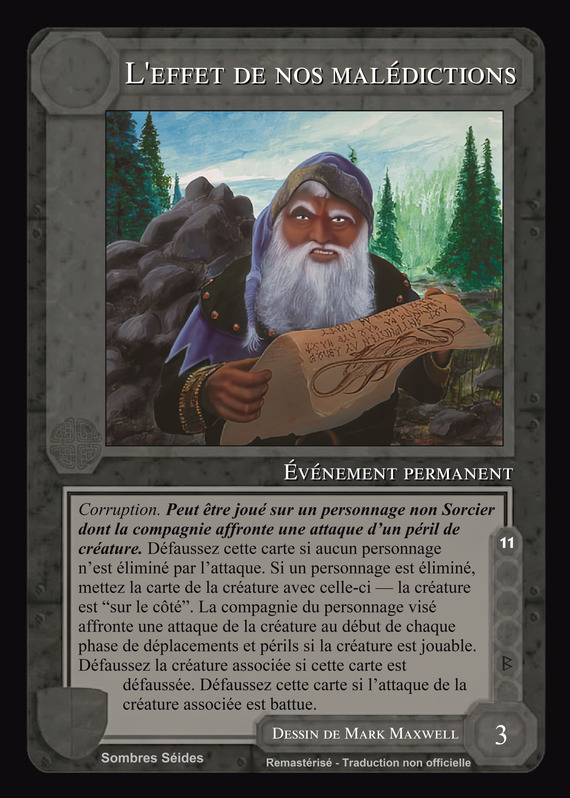 L'EFFET DE NOS MALÉDICTIONS
ÉVÉNEMENT PERMANENT
Corruption. Peut être joué sur un personnage non Sorcier
dont la compagnie affronte une attaque d'un péril de
créature. Défaussez cette carte si aucun personnage
n'est éliminé par l'attaque. Si un personnage est éliminé,
mettez la carte de la créature avec celle-ci — la créature
est “sur le côté”. La compagnie du personnage visé
affronte une attaque de la créature au début de chaque
phase de déplacements et périls si la créature est jouable.
Défaussez la créature associée si cette carte est
défaussée. Défaussez cette carte si l'attaque de la
créature associée est battue.
11
DESSIN DE MARK MAXWELL
3
Sombres Séides
Remastérisé - Traduction non officielle